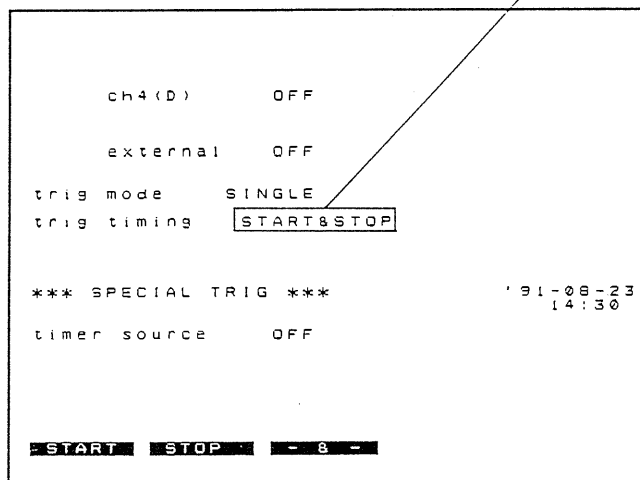 ch4(D) OFF
external OFF
trig mode SINGLE
trig timing START&STOP
*** SPECIAL TRIG *** '91-08-23
14:30
timer source OFF
START STOP - & -